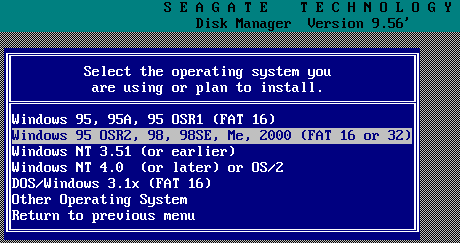 SEAGATE TECHNOLOGY
Disk Manager Version 9.56'
Select the operating system you
are using or plan to install.
Windows 95, 95A, 95 OSR1 (FAT 16)
Windows 95 OSR2, 98, 98SE, Me, 2000 (FAT 16 or 32)
Windows NT 3.51 (or earlier)
Windows NT 4.0 (or later) or OS/2
DOS/Windows 3.1x (FAT 16)
Other Operating System
Return to previous menu